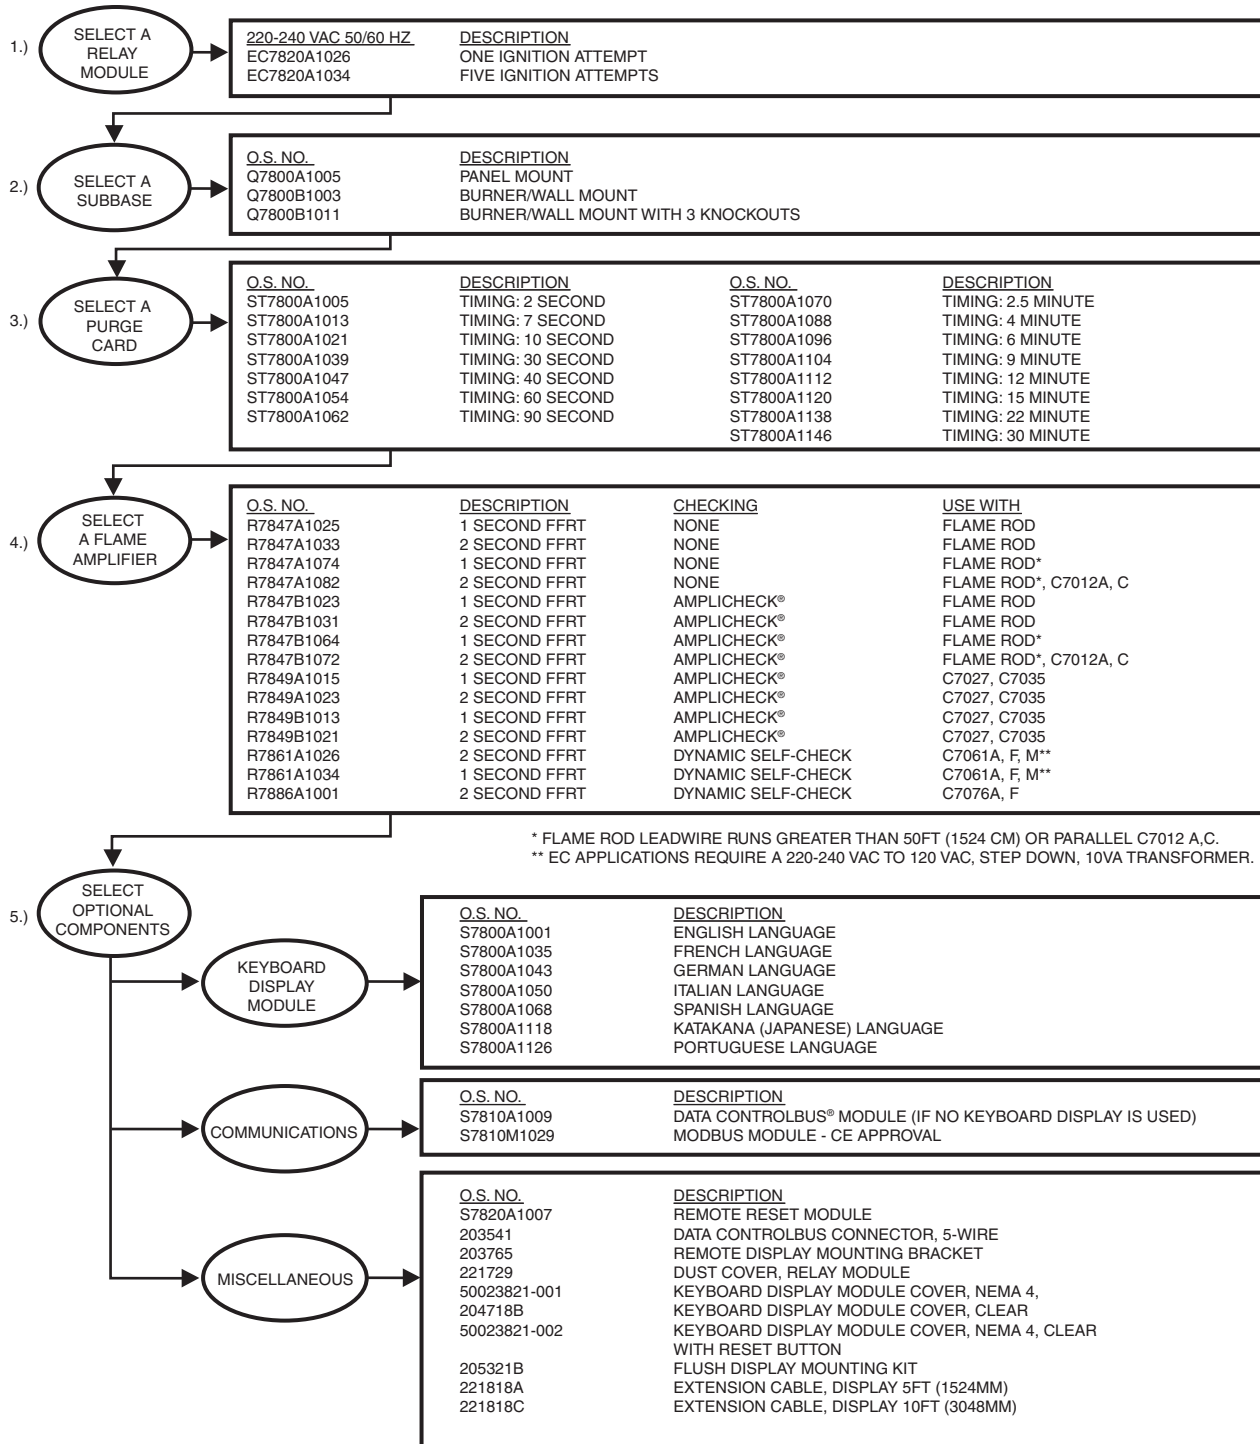 1.) SELECT A
RELAY
MODULE
220-240 VAC 50/60 HZ DESCRIPTION
EC7820A1026 ONE IGNITION ATTEMPT
EC7820A1034 FIVE IGNITION ATTEMPTS
2.) SELECT A
SUBBASE
O.S. NO. DESCRIPTION
Q7800A1005 PANEL MOUNT
Q7800B1003 BURNER/WALL MOUNT
Q7800B1011 BURNER/WALL MOUNT WITH 3 KNOCKOUTS
3.) SELECT A
PURGE
CARD
O.S. NO. DESCRIPTION O.S. NO. DESCRIPTION
ST7800A1005 TIMING: 2 SECOND ST7800A1070 TIMING: 2.5 MINUTE
ST7800A1013 TIMING: 7 SECOND ST7800A1088 TIMING: 4 MINUTE
ST7800A1021 TIMING: 10 SECOND ST7800A1096 TIMING: 6 MINUTE
ST7800A1039 TIMING: 30 SECOND ST7800A1104 TIMING: 9 MINUTE
ST7800A1047 TIMING: 40 SECOND ST7800A1112 TIMING: 12 MINUTE
ST7800A1054 TIMING: 60 SECOND ST7800A1120 TIMING: 15 MINUTE
ST7800A1062 TIMING: 90 SECOND ST7800A1138 TIMING: 22 MINUTE
ST7800A1146 TIMING: 30 MINUTE
4.) SELECT
A FLAME
AMPLIFIER
O.S. NO. DESCRIPTION CHECKING USE WITH
R7847A1025 1 SECOND FFRT NONE FLAME ROD
R7847A1033 2 SECOND FFRT NONE FLAME ROD
R7847A1074 1 SECOND FFRT NONE FLAME ROD*
R7847A1082 2 SECOND FFRT NONE FLAME ROD*, C7012A, C
R7847B1023 1 SECOND FFRT AMPLICHECK® FLAME ROD
R7847B1031 2 SECOND FFRT AMPLICHECK® FLAME ROD
R7847B1064 1 SECOND FFRT AMPLICHECK® FLAME ROD*
R7847B1072 2 SECOND FFRT AMPLICHECK® FLAME ROD*, C7012A, C
R7849A1015 1 SECOND FFRT AMPLICHECK® C7027, C7035
R7849A1023 2 SECOND FFRT AMPLICHECK® C7027, C7035
R7849B1013 1 SECOND FFRT AMPLICHECK® C7027, C7035
R7849B1021 2 SECOND FFRT AMPLICHECK® C7027, C7035
R7861A1026 2 SECOND FFRT DYNAMIC SELF-CHECK C7061A, F, M**
R7861A1034 1 SECOND FFRT DYNAMIC SELF-CHECK C7061A, F, M**
R7886A1001 2 SECOND FFRT DYNAMIC SELF-CHECK C7076A, F
* FLAME ROD LEADWIRE RUNS GREATER THAN 50FT (1524 CM) OR PARALLEL C7012 A,C.
** EC APPLICATIONS REQUIRE A 220-240 VAC TO 120 VAC, STEP DOWN, 10VA TRANSFORMER.
5.) SELECT
OPTIONAL
COMPONENTS
KEYBOARD
DISPLAY
MODULE
O.S. NO. DESCRIPTION
S7800A1001 ENGLISH LANGUAGE
S7800A1035 FRENCH LANGUAGE
S7800A1043 GERMAN LANGUAGE
S7800A1050 ITALIAN LANGUAGE
S7800A1068 SPANISH LANGUAGE
S7800A1118 KATAKANA (JAPANESE) LANGUAGE
S7800A1126 PORTUGUESE LANGUAGE
COMMUNICATIONS
O.S. NO. DESCRIPTION
S7810A1009 DATA CONTROLBUS® MODULE (IF NO KEYBOARD DISPLAY IS USED)
S7810M1029 MODBUS MODULE - CE APPROVAL
MISCELLANEOUS
O.S. NO. DESCRIPTION
S7820A1007 REMOTE RESET MODULE
203541 DATA CONTROLBUS CONNECTOR, 5-WIRE
203765 REMOTE DISPLAY MOUNTING BRACKET
221729 DUST COVER, RELAY MODULE
50023821-001 KEYBOARD DISPLAY MODULE COVER, NEMA 4,
204718B KEYBOARD DISPLAY MODULE COVER, CLEAR
50023821-002 KEYBOARD DISPLAY MODULE COVER, NEMA 4, CLEAR
WITH RESET BUTTON
205321B FLUSH DISPLAY MOUNTING KIT
221818A EXTENSION CABLE, DISPLAY 5FT (1524MM)
221818C EXTENSION CABLE, DISPLAY 10FT (3048MM)